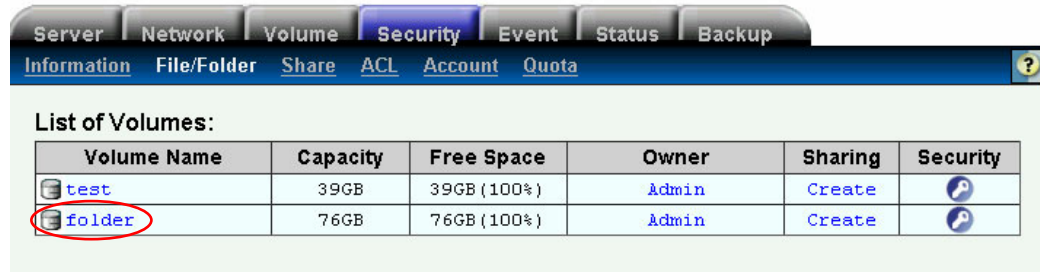 Server Network Volume Security Event Status Backup
Information File/Folder Share ACL Account Quota ?
List of Volumes:
Volume Name Capacity Free Space Owner Sharing Security
test 39GB 39GB(100%) Admin Create
folder 76GB 76GB(100%) Admin Create